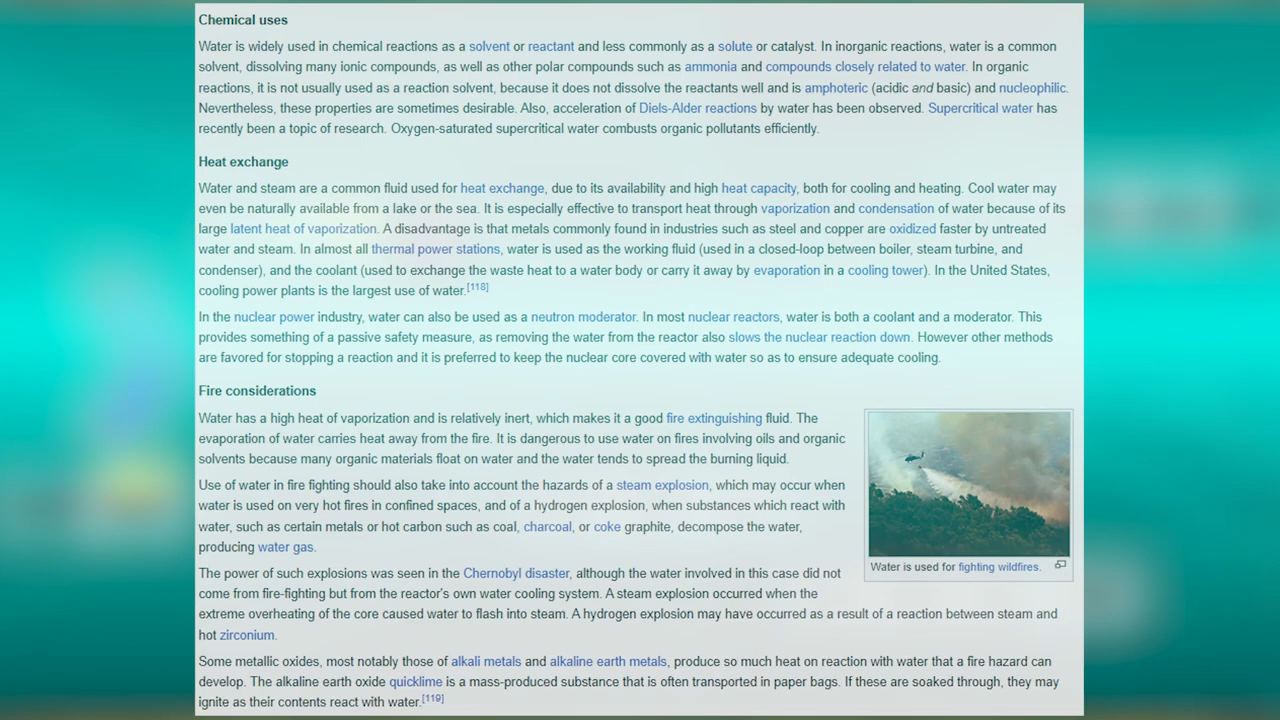 Chemical uses
Water is widely used in chemical reactions as a solvent or reactant and less commonly as a solute or catalyst. In inorganic reactions, water is a common
solvent, dissolving many ionic compounds, as well as other polar compounds such as ammonia and compounds closely related to water. In organic
reactions, it is not usually used as a reaction solvent, because it does not dissolve the reactants well and is amphoteric (acidic and basic) and nucleophilic.
Nevertheless, these properties are sometimes desirable. Also, acceleration of Diels-Alder reactions by water has been observed. Supercritical water has
recently been a topic of research. Oxygen-saturated supercritical water combusts organic pollutants efficiently.
Heat exchange
Water and steam are a common fluid used for heat exchange, due to its availability and high heat capacity, both for cooling and heating. Cool water may
even be naturally available from a lake or the sea. It is especially effective to transport heat through vaporization and condensation of water because of its
large latent heat of vaporization. A disadvantage is that metals commonly found in industries such as steel and copper are oxidized faster by untreated
water and steam. In almost all thermal power stations, water is used as the working fluid (used in a closed-loop between boiler, steam turbine, and
condenser), and the coolant (used to exchange the waste heat to a water body or carry it away by evaporation in a cooling tower). In the United States,
cooling power plants is the largest use of water.[118]
In the nuclear power industry, water can also be used as a neutron moderator. In most nuclear reactors, water is both a coolant and a moderator. This
provides something of a passive safety measure, as removing the water from the reactor also slows the nuclear reaction down. However other methods
are favored for stopping a reaction and it is preferred to keep the nuclear core covered with water so as to ensure adequate cooling.
Fire considerations
Water has a high heat of vaporization and is relatively inert, which makes it a good fire extinguishing fluid. The
evaporation of water carries heat away from the fire. It is dangerous to use water on fires involving oils and organic
solvents because many organic materials float on water and the water tends to spread the burning liquid.
Use of water in fire fighting should also take into account the hazards of a steam explosion, which may occur when
water is used on very hot fires in confined spaces, and of a hydrogen explosion, when substances which react with
water, such as certain metals or hot carbon such as coal, charcoal, or coke graphite, decompose the water,
producing water gas.
Water is used for fighting wildfires.
The power of such explosions was seen in the Chernobyl disaster, although the water involved in this case did not
come from fire-fighting but from the reactor's own water cooling system. A steam explosion occurred when the
extreme overheating of the core caused water to flash into steam. A hydrogen explosion may have occurred as a result of a reaction between steam and
hot zirconium.
Some metallic oxides, most notably those of alkali metals and alkaline earth metals, produce so much heat on reaction with water that a fire hazard can
develop. The alkaline earth oxide quicklime is a mass-produced substance that is often transported in paper bags. If these are soaked through, they may
ignite as their contents react with water.[119]